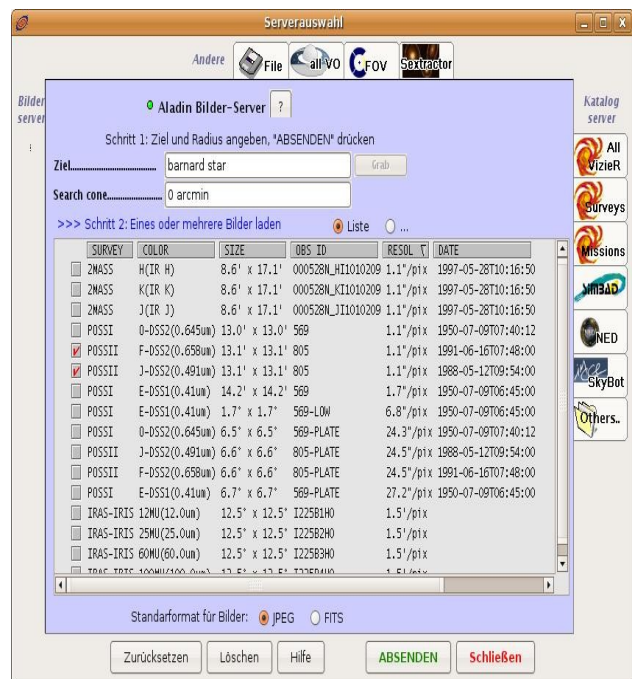 Serverauswahl
Andere File all VO FOV Sextractor
Bilder server
Katalog server
Aladin Bilder-Server ?
Schritt 1: Ziel und Radius angeben, "ABSENDEN" drücken
Ziel............................... barnard star Grab
Search cone..................... 0 arcmin
>>> Schritt 2: Eines oder mehrere Bilder laden Liste ...
SURVEY COLOR SIZE OBS ID RESOL DATE
2MASS H(IR H) 8.6' x 17.1' 000528N_HI1010209 1.1"/pix 1997-05-28T10:16:50
2MASS K(IR K) 8.6' x 17.1' 000528N_KI1010209 1.1"/pix 1997-05-28T10:16:50
2MASS J(IR J) 8.6' x 17.1' 000528N_JI1010209 1.1"/pix 1997-05-28T10:16:50
POSSI O-DSS2(0.645um) 13.0' x 13.0' 569 1.1"/pix 1950-07-09T07:40:12
POSSII F-DSS2(0.658um) 13.1' x 13.1' 805 1.1"/pix 1991-06-16T07:48:00
POSSII J-DSS2(0.491um) 13.1' x 13.1' 805 1.1"/pix 1988-05-12T09:54:00
POSSI E-DSS1(0.41um) 14.2' x 14.2' 569 1.7"/pix 1950-07-09T06:45:00
POSSI E-DSS1(0.41um) 1.7° x 1.7° 569-LOW 6.8"/pix 1950-07-09T06:45:00
POSSI O-DSS2(0.645um) 6.5° x 6.5° 569-PLATE 24.3"/pix 1950-07-09T07:40:12
POSSII J-DSS2(0.491um) 6.6° x 6.6° 805-PLATE 24.5"/pix 1988-05-12T09:54:00
POSSII F-DSS2(0.658um) 6.6° x 6.6° 805-PLATE 24.5"/pix 1991-06-16T07:48:00
POSSI E-DSS1(0.41um) 6.7° x 6.7° 569-PLATE 27.2"/pix 1950-07-09T06:45:00
IRAS-IRIS 12MU(12.0um) 12.5° x 12.5° I225B1H0 1.5'/pix
IRAS-IRIS 25MU(25.0um) 12.5° x 12.5° I225B2H0 1.5'/pix
IRAS-IRIS 60MU(60.0um) 12.5° x 12.5° I225B3H0 1.5'/pix
All VizieR
Surveys
Missions
SIMBAD
NED
SkyBot
Others..
Standarformat für Bilder: JPEG FITS
Zurücksetzen Löschen Hilfe ABSENDEN Schließen